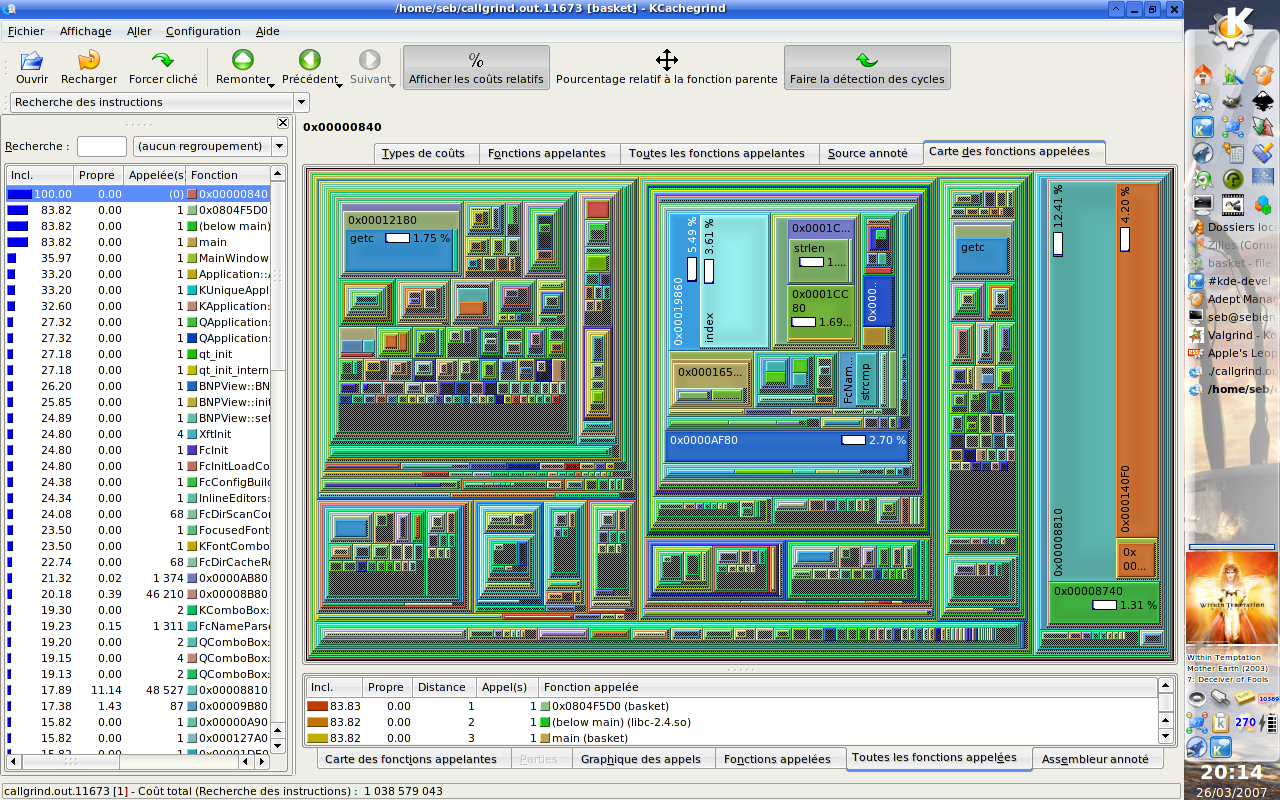 /home/seb/callgrind.out.11673 [basket] - KCachegrind
Fichier Affichage Aller Configuration Aide
Ouvrir Recharger Forcer cliché Remonter Précédent Suivant Afficher les coûts relatifs Pourcentage relatif à la fonction parente Faire la détection des cycles
Recherche des instructions
Recherche : (aucun regroupement)
Incl. Propre Appelée(s) Fonction
100.00 0.00 (0) 0x00000840
83.82 0.00 1 0x0804F5D0
83.82 0.00 1 (below main)
83.82 0.00 1 main
35.97 0.00 1 MainWindow
33.20 0.00 1 Application::
33.20 0.00 1 KUniqueAppl
32.60 0.00 1 KApplication:
27.32 0.00 1 QApplication:
27.32 0.00 1 QApplication:
27.18 0.00 1 qt_init
27.18 0.00 1 qt_init_intern
26.20 0.00 1 BNPView::BN
25.85 0.00 1 BNPView::init
24.89 0.00 1 BNPView::set
24.80 0.00 4 XftInit
24.80 0.00 1 FcInit
24.80 0.00 1 FcInitLoadCo
24.38 0.00 1 FcConfigBuil
24.34 0.00 1 InlineEditors:
24.08 0.00 68 FcDirScanCor
23.50 0.00 1 FocusedFont
23.50 0.00 1 KFontCombo
22.74 0.00 68 FcDirCacheRe
21.32 0.02 1 374 0x0000AB80
20.18 0.39 46 210 0x00008B80
19.30 0.00 2 KComboBox:
19.23 0.15 1 311 FcNamePars
19.20 0.00 2 QComboBox:
19.15 0.00 4 QComboBox:
19.13 0.00 2 QComboBox:
17.89 11.14 48 527 0x00008810
17.38 1.43 87 0x00009B80
15.82 0.00 1 0x00000A90
15.82 0.00 1 0x000127A0
0x00000840
Types de coûts Fonctions appelantes Toutes les fonctions appelantes Source annoté Carte des fonctions appelées
0x00012180
getc 1.75 %
0x00019860 5.49 %
index 3.61 %
0x0001C...
strlen
1....
0x0001CC
80
1.69...
0x000...
0x000165...
FcNam...
strcmp
0x0000AF80 2.70 %
getc
0x00008810 12.41 %
0x000140F0 4.20 %
0x
00...
0x00008740
1.31 %
Incl. Propre Distance Appel(s) Fonction appelée
83.83 0.00 1 1 0x0804F5D0 (basket)
83.82 0.00 2 1 (below main) (libc-2.4.so)
83.82 0.00 3 1 main (basket)
Carte des fonctions appelantes Parties Graphique des appels Fonctions appelées Toutes les fonctions appelées Assembleur annoté
callgrind.out.11673 [1] - Coût total (Recherche des instructions) : 1 038 579 043
Dossiers loc
Zilles (Conn
basket - file
#kde-devel
Adept Mana
seb@sebien
Valgrind - Ko
Apple's Leop
./callgrind.ou
/home/seb/c
WITHIN TEMPTATION
Within Temptation
Mother Earth (2003)
7: Deceiver of Fools
10389
270
20:14
26/03/2007